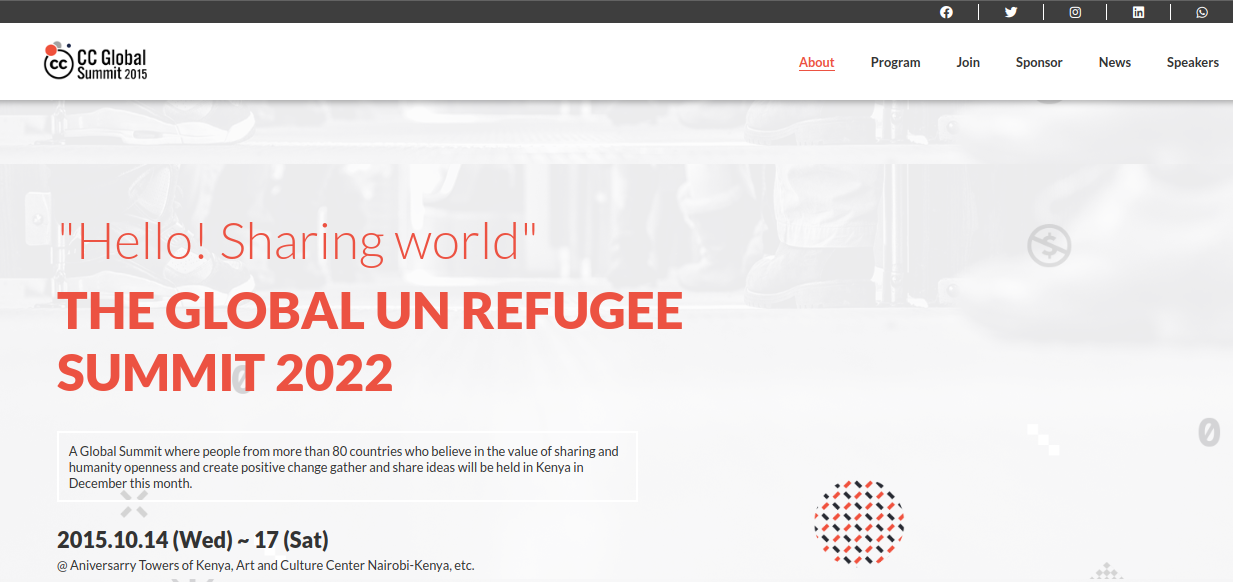 cc
CC Global
Summit 2015
About Program Join Sponsor News Speakers
"Hello! Sharing world"
THE GLOBAL UN REFUGEE
SUMMIT 2022
A Global Summit where people from more than 80 countries who believe in the value of sharing and
humanity openness and create positive change gather and share ideas will be held in Kenya in
December this month.
2015.10.14 (Wed) ~ 17 (Sat)
@ Aniversarry Towers of Kenya, Art and Culture Center Nairobi-Kenya, etc.